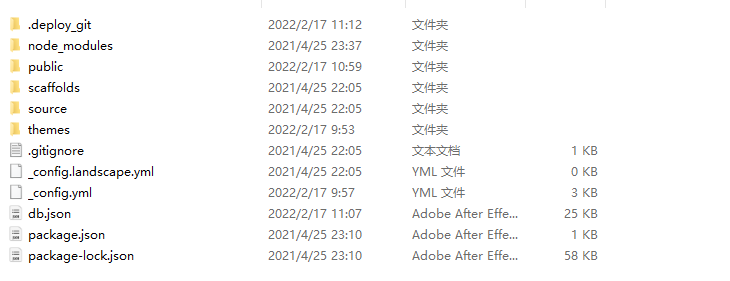 .deploy_git 2022/2/17 11:12 文件夹
node_modules 2021/4/25 23:37 文件夹
public 2022/2/17 10:59 文件夹
scaffolds 2021/4/25 22:05 文件夹
source 2021/4/25 22:05 文件夹
themes 2022/2/17 9:53 文件夹
.gitignore 2021/4/25 22:05 文本文档 1 KB
_config.landscape.yml 2021/4/25 22:05 YML 文件 0 KB
_config.yml 2022/2/17 9:57 YML 文件 3 KB
db.json 2022/2/17 11:07 Adobe After Effe... 25 KB
package.json 2021/4/25 23:10 Adobe After Effe... 1 KB
package-lock.json 2021/4/25 23:10 Adobe After Effe... 58 KB